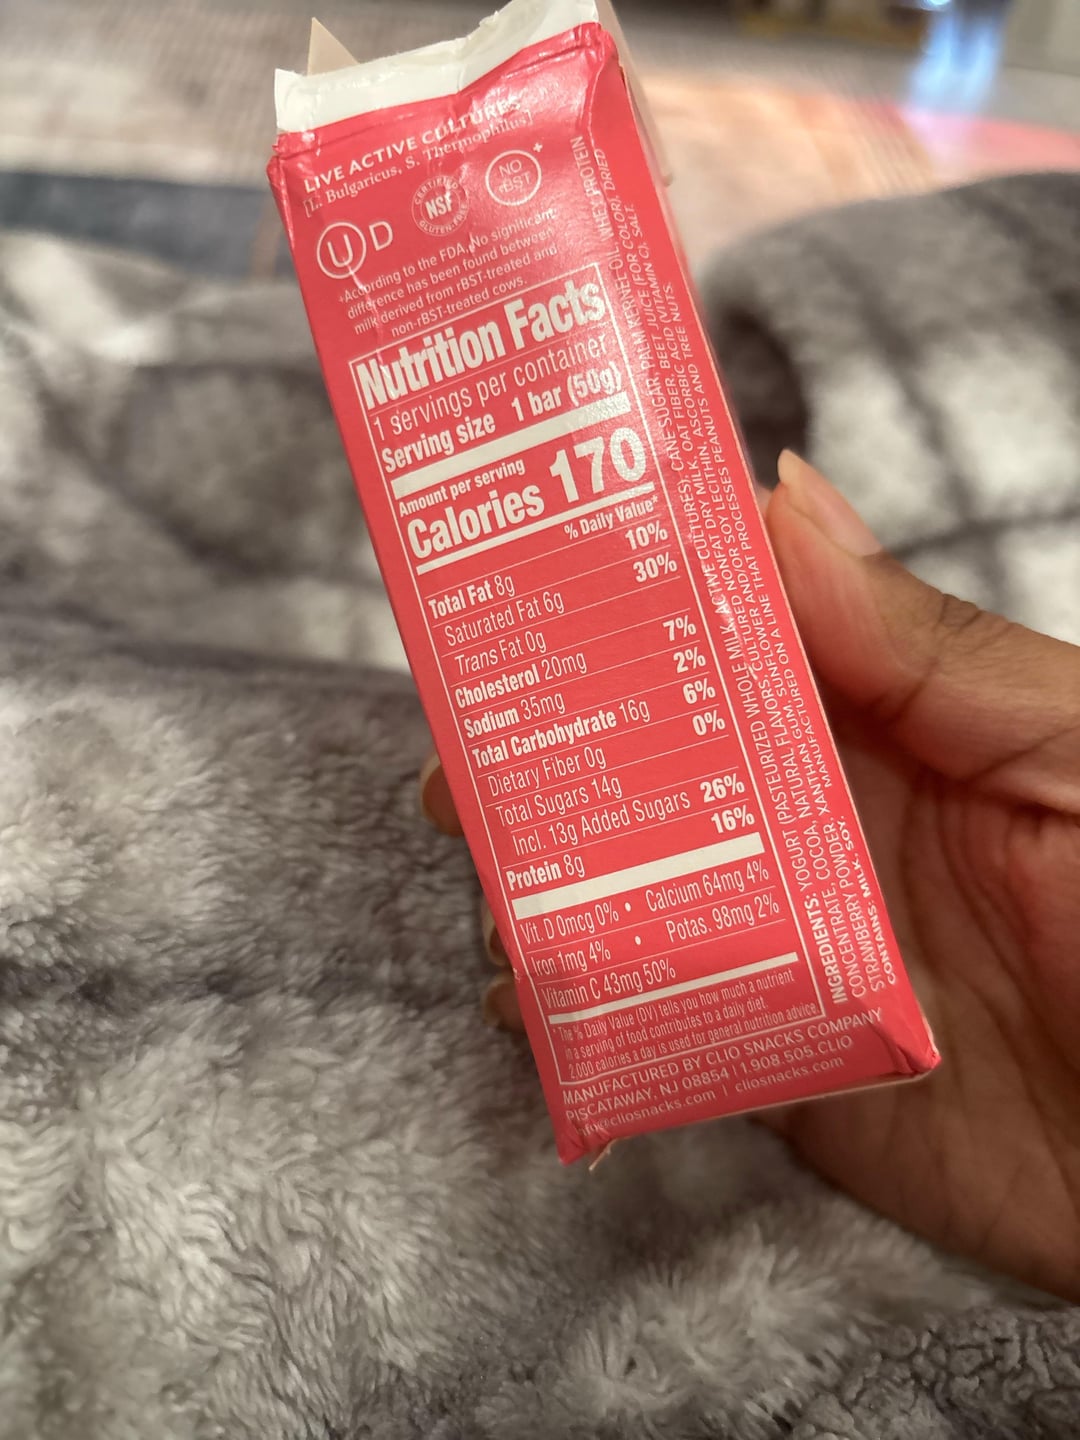 LIVE ACTIVE CULTURES
[L. Bulgaricus, S. Thermophilus]
U D
CERTIFIED
NSF
GLUTEN-FREE
NO
rBST
+
+According to the FDA, No significant
difference has been found between
milk derived from rBST-treated and
non-rBST-treated cows.
Nutrition Facts
1 servings per container
Serving size 1 bar (50g)
Amount per serving
Calories 170
% Daily Value*
Total Fat 8g 10%
Saturated Fat 6g 30%
Trans Fat 0g
Cholesterol 20mg 7%
Sodium 35mg 2%
Total Carbohydrate 16g 6%
Dietary Fiber 0g 0%
Total Sugars 14g
Incl. 13g Added Sugars 26%
Protein 8g 16%
Vit. D 0mcg 0% • Calcium 64mg 4%
Iron 1mg 4% • Potas. 98mg 2%
Vitamin C 43mg 50%
*The % Daily Value (DV) tells you how much a nutrient
in a serving of food contributes to a daily diet.
2,000 calories a day is used for general nutrition advice
MANUFACTURED BY CLIO SNACKS COMPANY
PISCATAWAY, NJ 08854 | 1.908.505.CLIO
info@cliosnacks.com | cliosnacks.com
INGREDIENTS: YOGURT (PASTEURIZED WHOLE MILK, ACTIVE CULTURES), CANE SUGAR, PALM KERNEL OIL, WHEY PROTEIN
CONCENTRATE, COCOA, NATURAL FLAVORS, CULTURED NONFAT DRY MILK, OAT FIBER, BEET JUICE (FOR COLOR), DRIED
STRAWBERRY POWDER, XANTHAN GUM, SUNFLOWER AND/OR SOY LECITHIN, ASCORBIC ACID (VITAMIN C), SALT.
CONTAINS: MILK, SOY. MANUFACTURED ON A LINE THAT PROCESSES PEANUTS AND TREE NUTS.